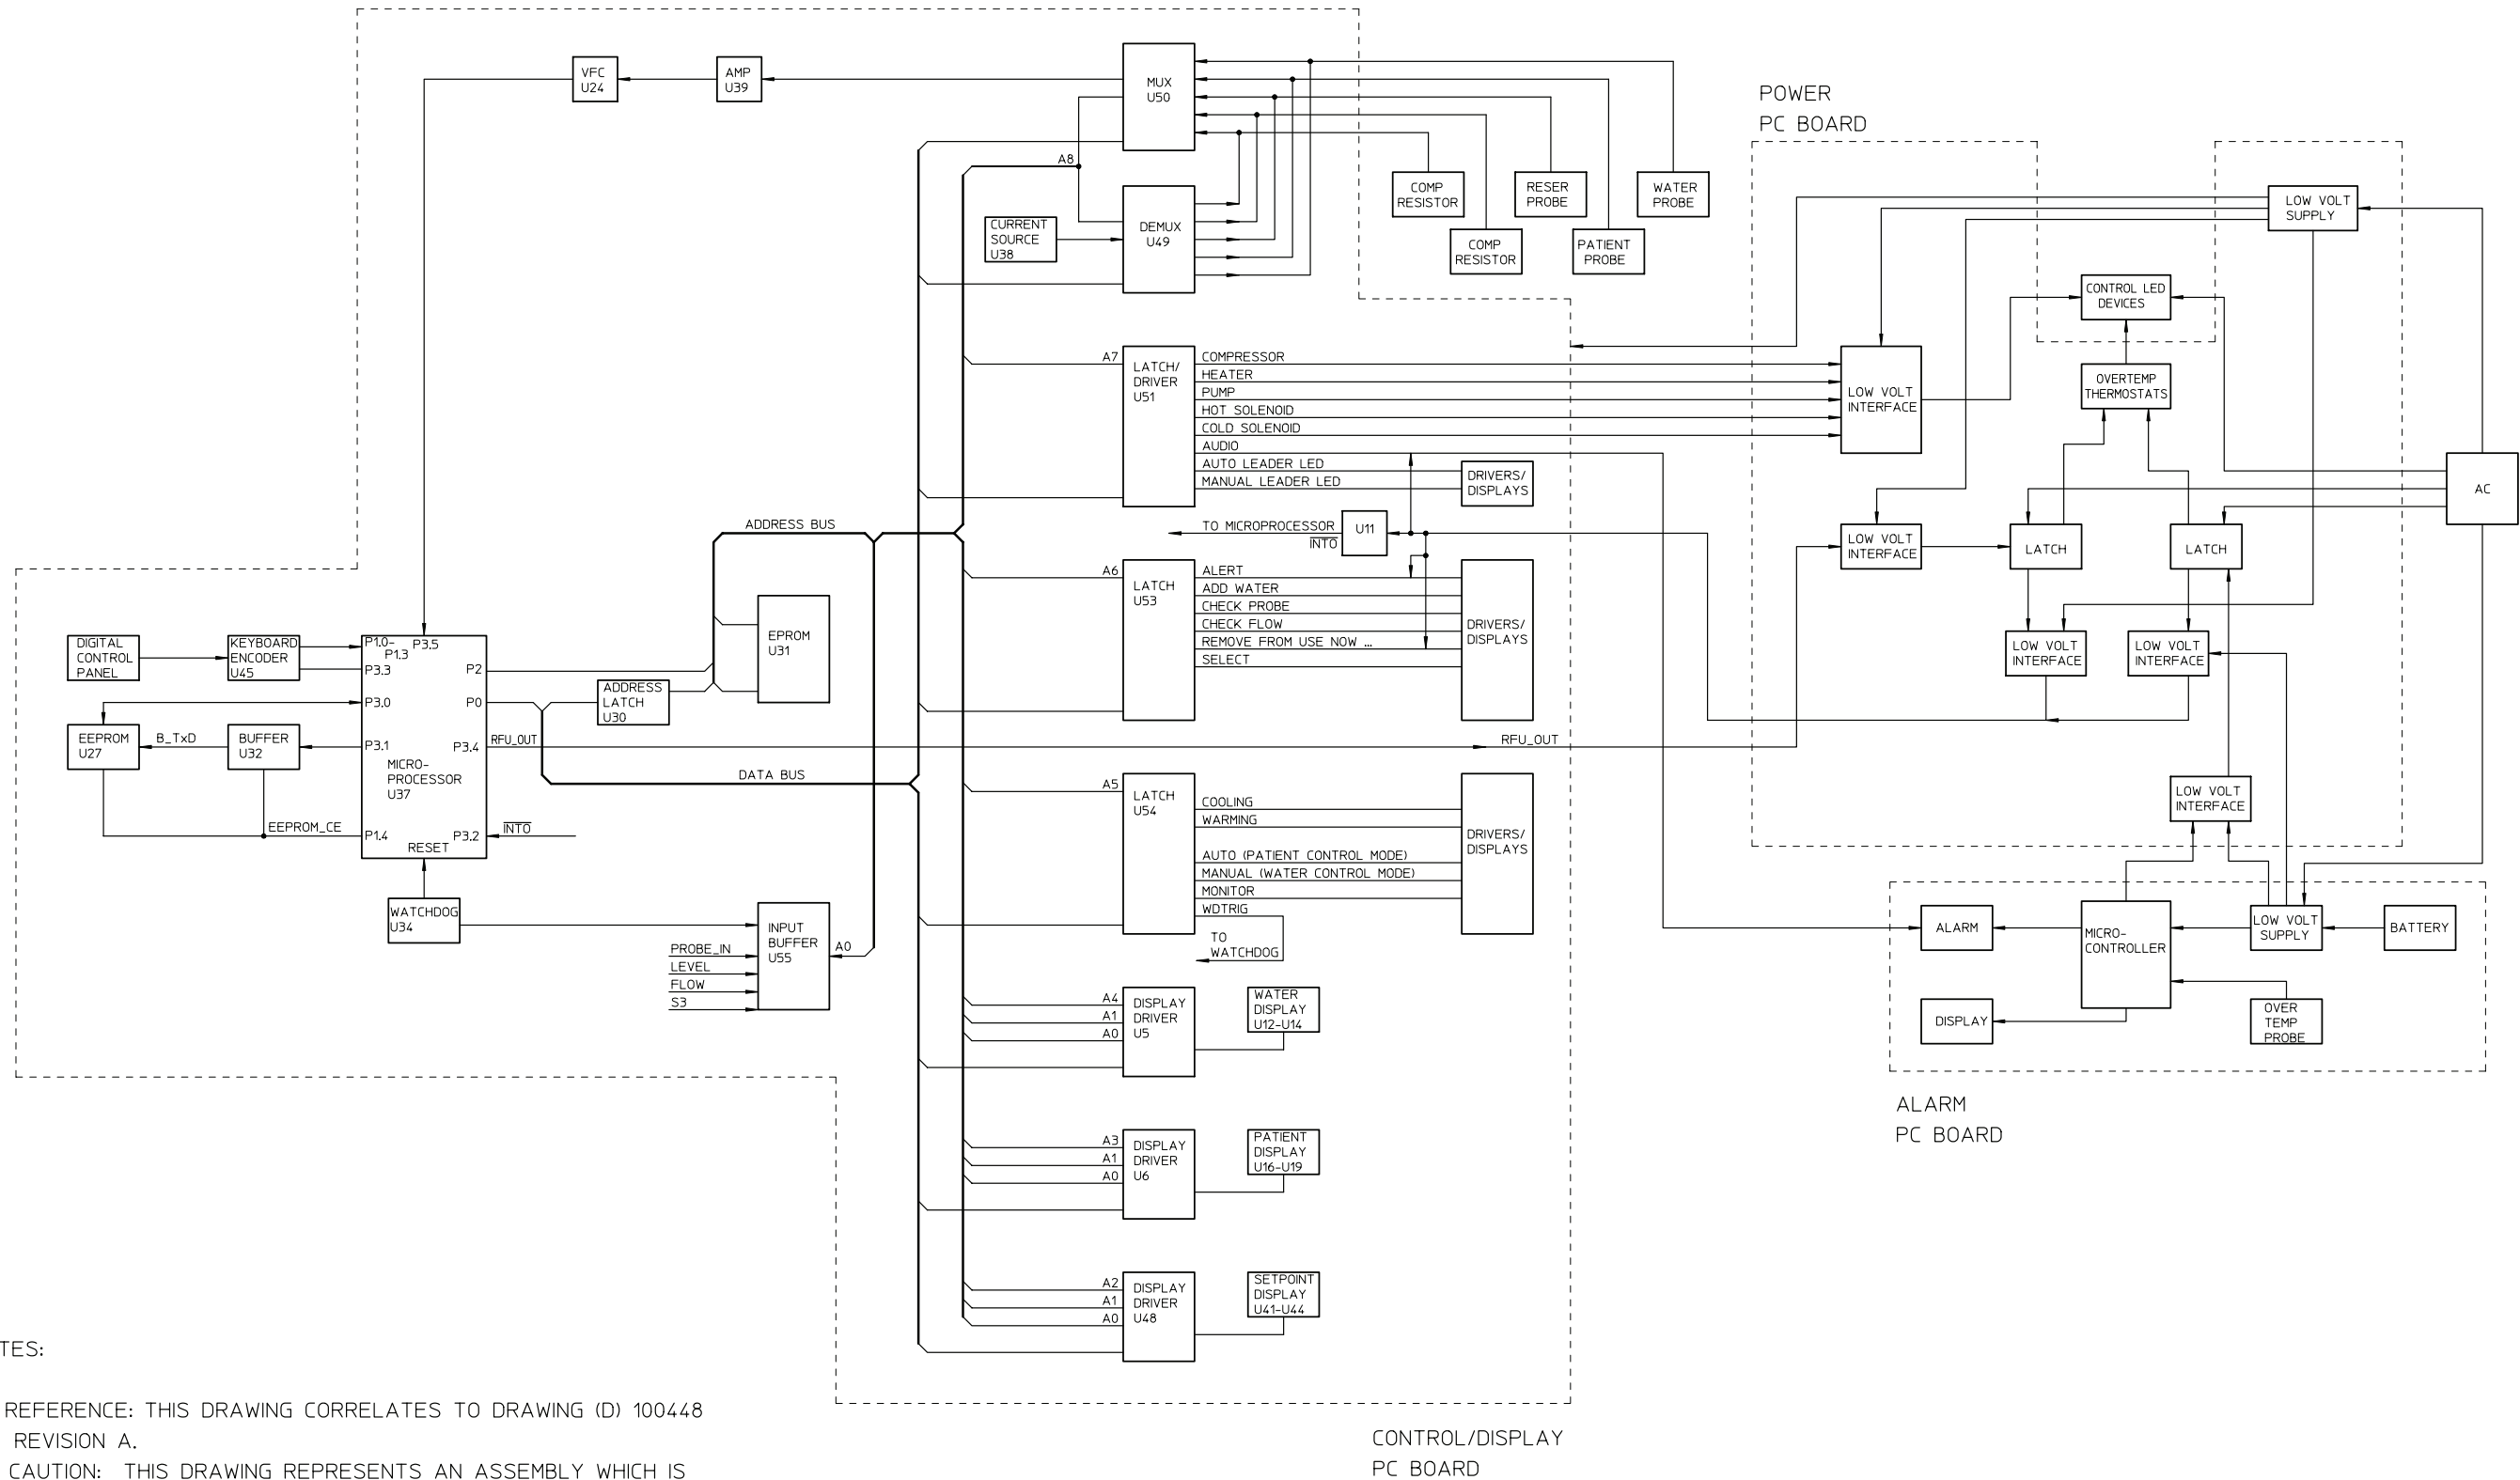 VFC
U24
AMP
U39
MUX
U50
A8
CURRENT
SOURCE
U38
DEMUX
U49
COMP
RESISTOR
COMP
RESISTOR
RESER
PROBE
PATIENT
PROBE
WATER
PROBE
POWER
PC BOARD
LOW VOLT
SUPPLY
CONTROL LED
DEVICES
OVERTEMP
THERMOSTATS
LOW VOLT
INTERFACE
AC
LOW VOLT
INTERFACE
LATCH
LATCH
LOW VOLT
INTERFACE
LOW VOLT
INTERFACE
LOW VOLT
INTERFACE
A7
LATCH/
DRIVER
U51
COMPRESSOR
HEATER
PUMP
HOT SOLENOID
COLD SOLENOID
AUDIO
AUTO LEADER LED
MANUAL LEADER LED
DRIVERS/
DISPLAYS
TO MICROPROCESSOR
INTO
U11
A6
LATCH
U53
ALERT
ADD WATER
CHECK PROBE
CHECK FLOW
REMOVE FROM USE NOW ...
SELECT
DRIVERS/
DISPLAYS
ADDRESS BUS
EPROM
U31
ADDRESS
LATCH
U30
DIGITAL
CONTROL
PANEL
KEYBOARD
ENCODER
U45
P1.0-
P1.3
P3.5
P3.3
P2
P3.0
P0
P3.1
P3.4
MICRO-
PROCESSOR
U37
P1.4
P3.2
RESET
EEPROM
U27
B_TxD
BUFFER
U32
EEPROM_CE
RFU_OUT
RFU_OUT
DATA BUS
INTO
WATCHDOG
U34
INPUT
BUFFER
U55
A0
PROBE_IN
LEVEL
FLOW
S3
A5
LATCH
U54
COOLING
WARMING
AUTO (PATIENT CONTROL MODE)
MANUAL (WATER CONTROL MODE)
MONITOR
WDTRIG
TO
WATCHDOG
DRIVERS/
DISPLAYS
A4
A1
A0
DISPLAY
DRIVER
U5
WATER
DISPLAY
U12-U14
A3
A1
A0
DISPLAY
DRIVER
U6
PATIENT
DISPLAY
U16-U19
A2
A1
A0
DISPLAY
DRIVER
U48
SETPOINT
DISPLAY
U41-U44
ALARM
MICRO-
CONTROLLER
LOW VOLT
SUPPLY
BATTERY
DISPLAY
OVER
TEMP
PROBE
ALARM
PC BOARD
CONTROL/DISPLAY
PC BOARD
TES:
REFERENCE: THIS DRAWING CORRELATES TO DRAWING (D) 100448
REVISION A.
CAUTION: THIS DRAWING REPRESENTS AN ASSEMBLY WHICH IS